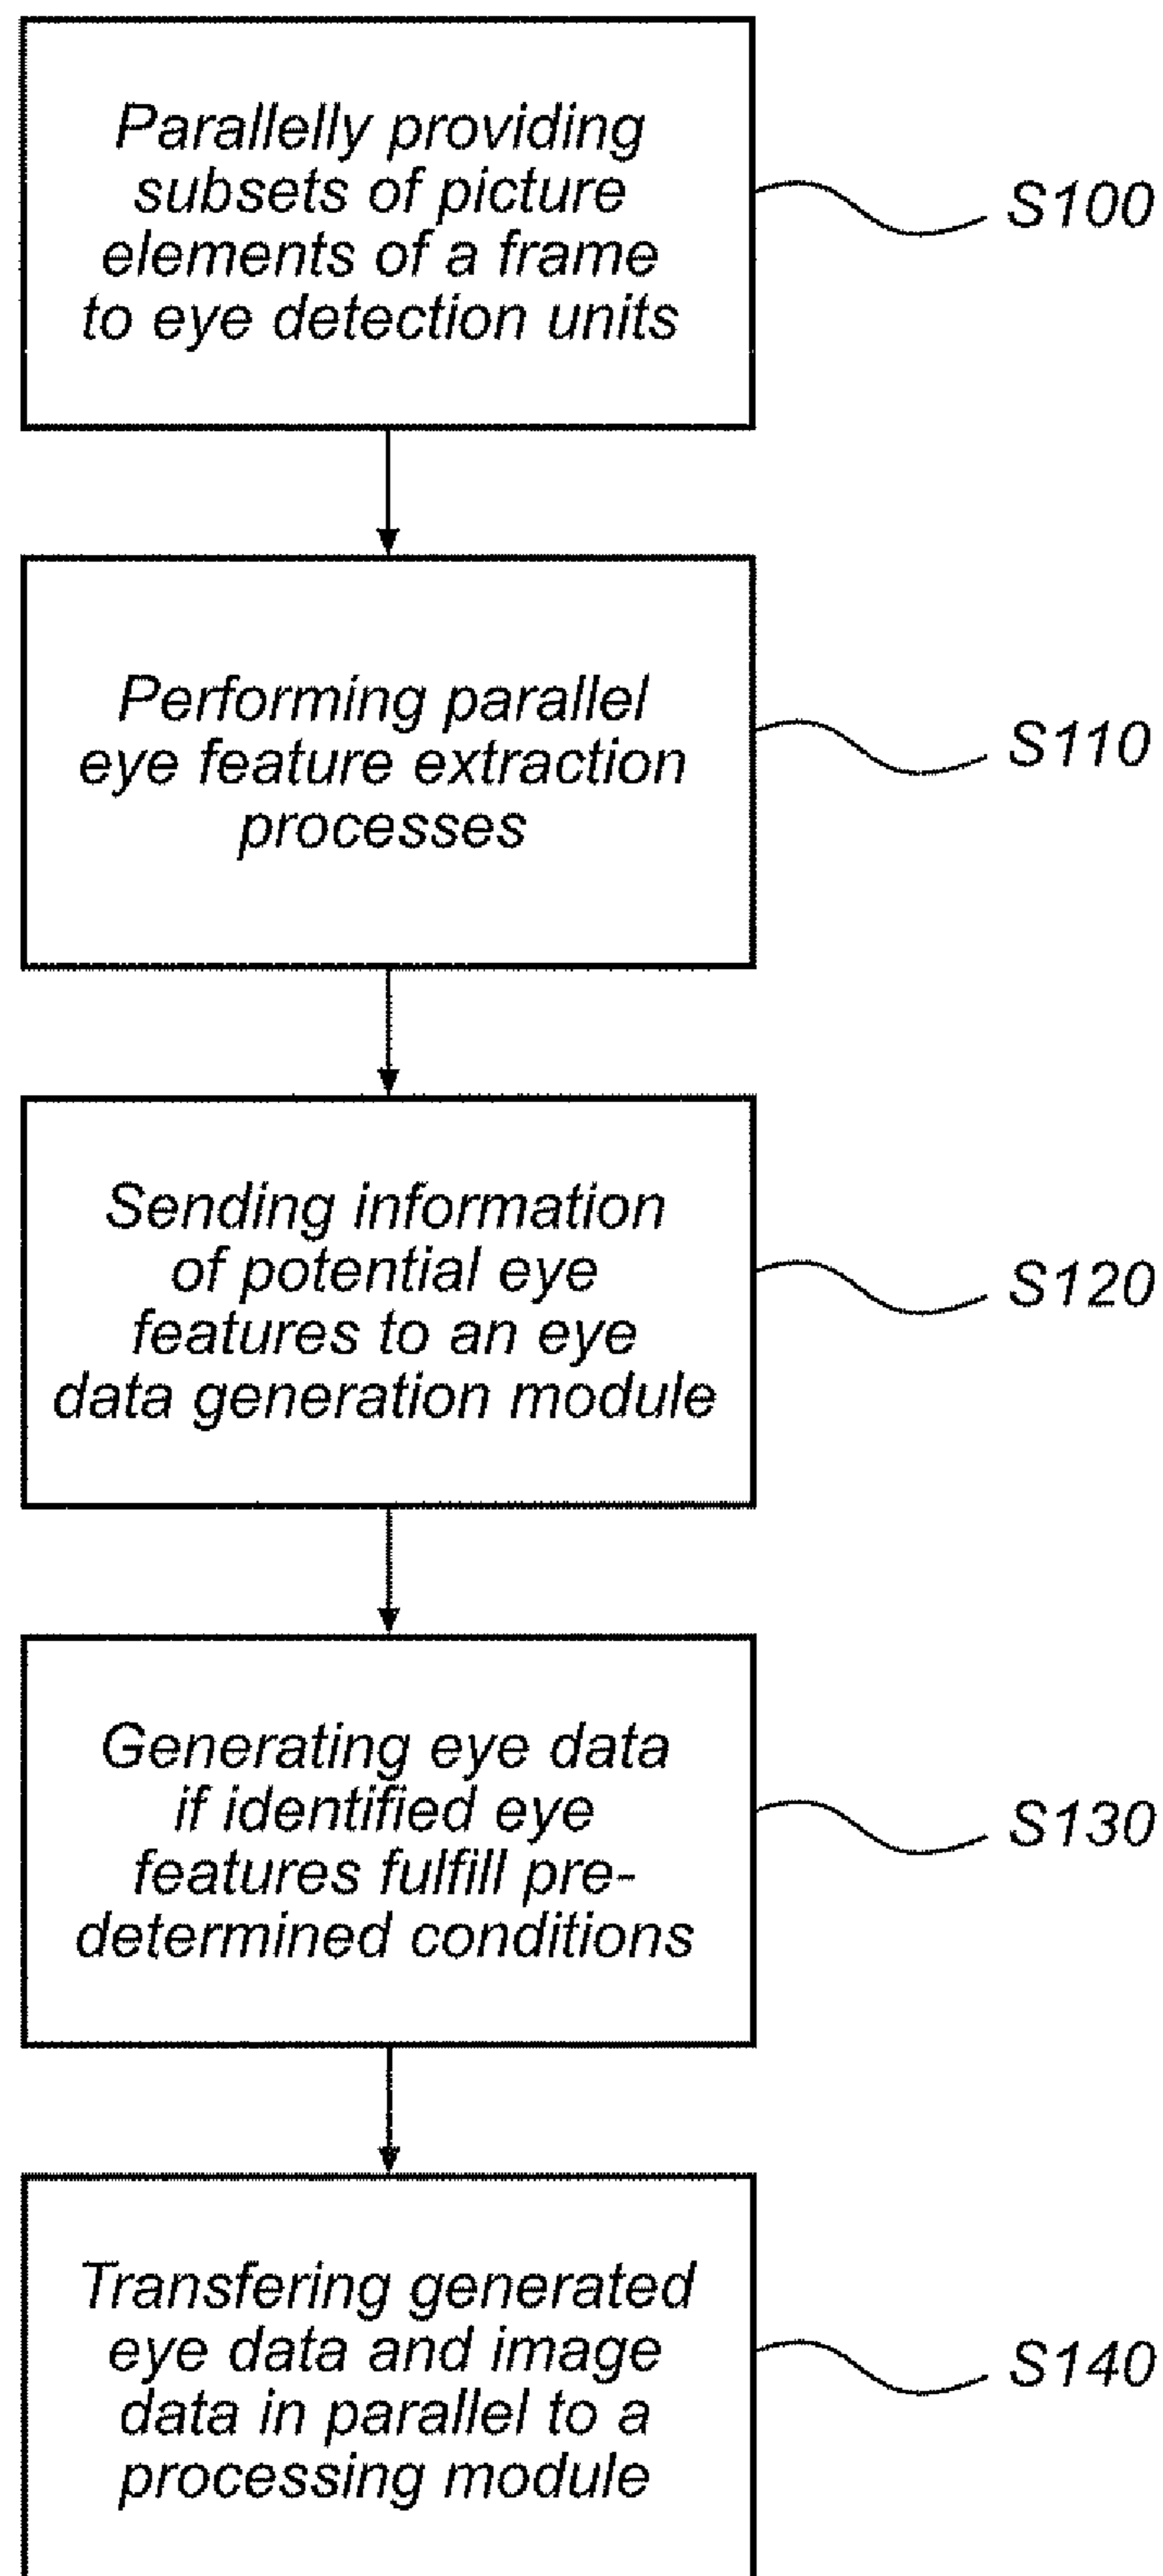 Parallelly providing
subsets of picture
elements of a frame
to eye detection units
S100
Performing parallel
eye feature extraction
processes
S110
Sending information
of potential eye
features to an eye
data generation module
S120
Generating eye data
if identified eye
features fulfill pre-
determined conditions
S130
Transfering generated
eye data and image
data in parallel to a
processing module
S140